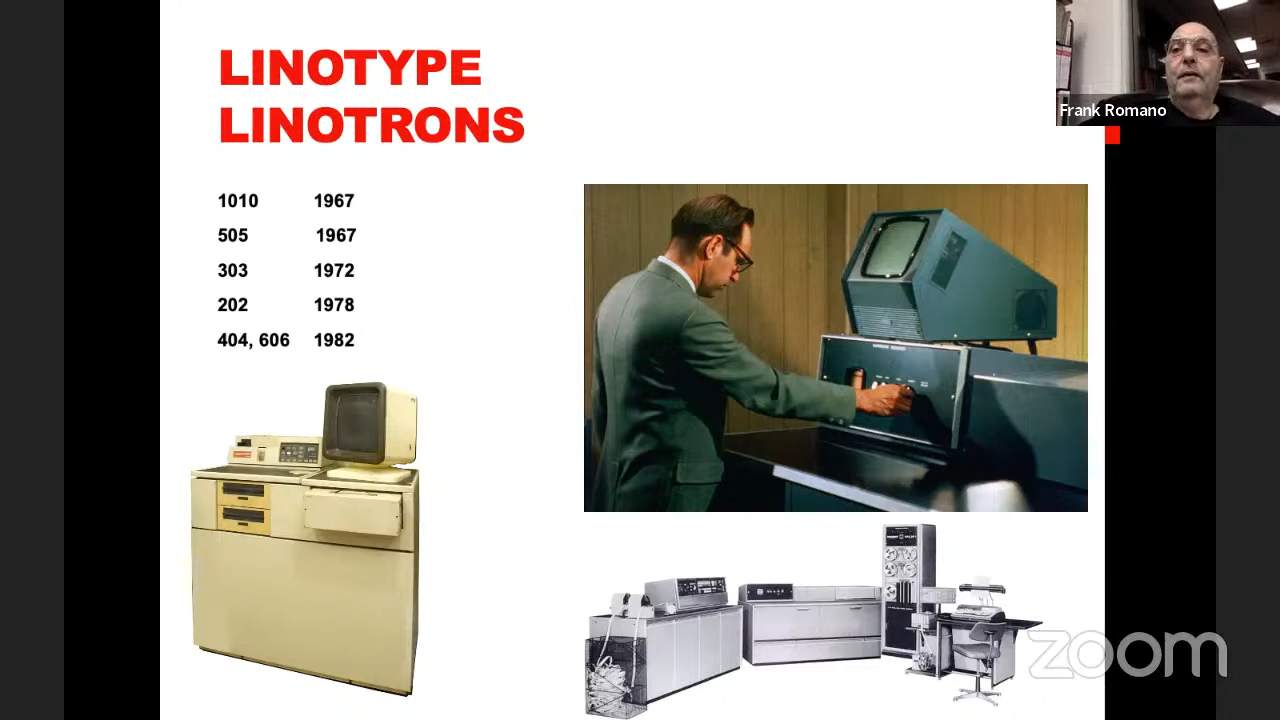 LINOTYPE
LINOTRONS
Frank Romano
1010 1967
505 1967
303 1972
202 1978
404, 606 1982
zoom